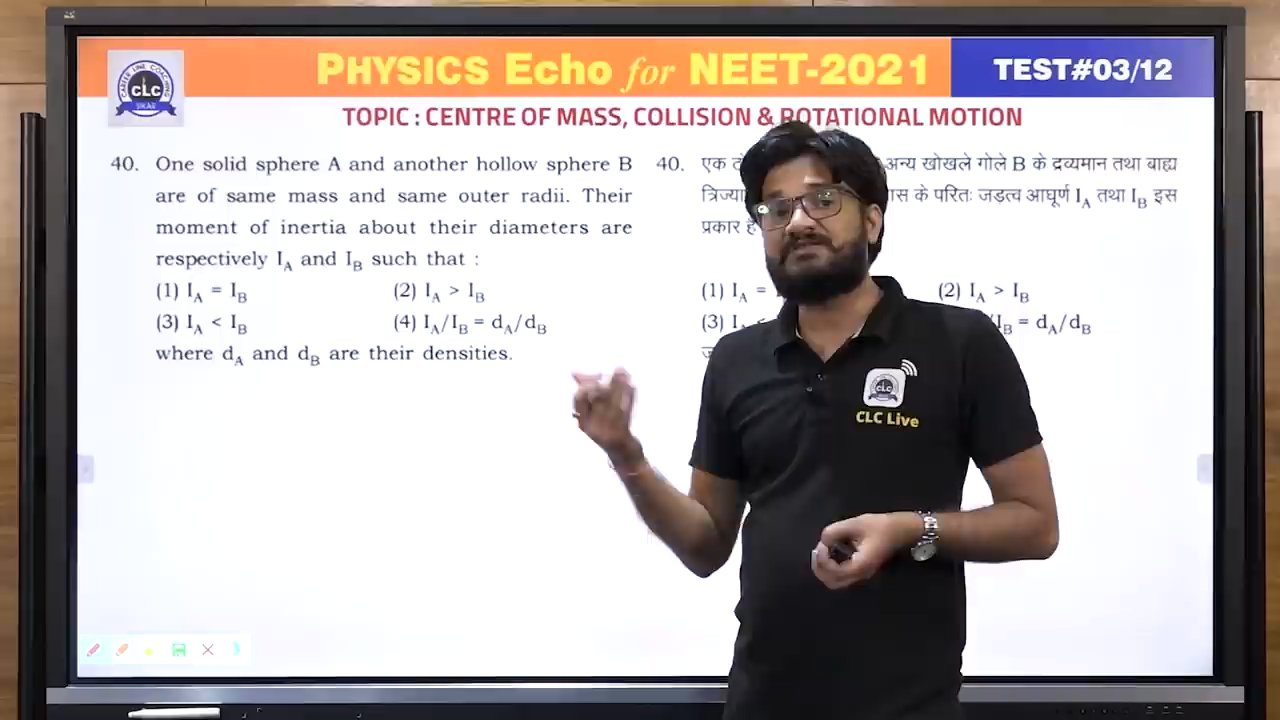 PHYSICS Echo for NEET-2021
TEST#03/12
CLC
TOPIC : CENTRE OF MASS, COLLISION & ROTATIONAL MOTION
40. One solid sphere A and another hollow sphere B
are of same mass and same outer radii. Their
moment of inertia about their diameters are
respectively I_A and I_B such that :
(1) I_A = I_B (2) I_A > I_B
(3) I_A < I_B (4) I_A/I_B = d_A/d_B
where d_A and d_B are their densities.
40. एक अन्य खोखले गोले B के द्रव्यमान तथा बाह्य
के परितः जड़त्व आघूर्ण I_A तथा I_B इस
प्रकार
(1) I_A = (2) I_A > I_B
(3) = d_A/d_B
CLC
CLC Live